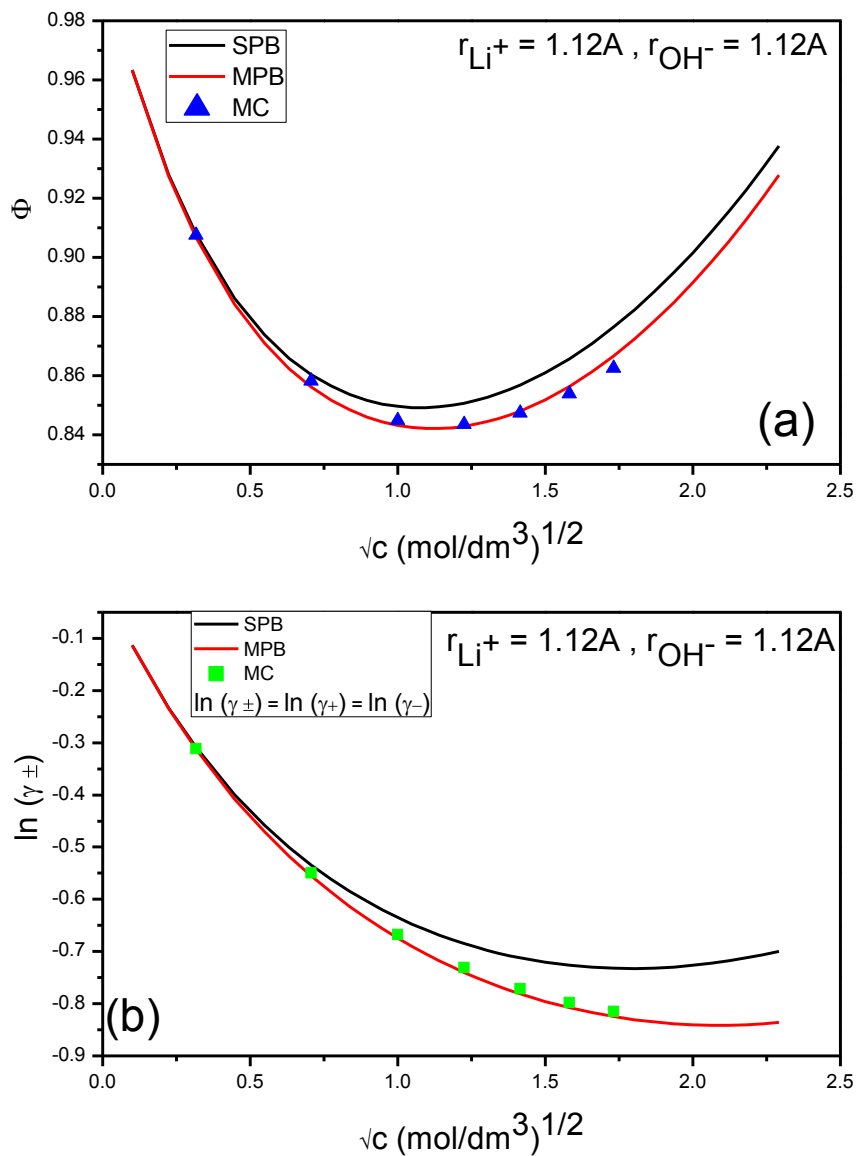 0.98
0.96
0.94
0.92
0.90
0.88
0.86
0.84
Φ
SPB
MPB
MC
rLi+ = 1.12A , rOH- = 1.12A
(a)
0.0 0.5 1.0 1.5 2.0 2.5
√c (mol/dm3)1/2
-0.1
-0.2
-0.3
-0.4
-0.5
-0.6
-0.7
-0.8
-0.9
ln (γ ±)
SPB
MPB
MC
ln (γ ±) = ln (γ+) = ln (γ−)
rLi+ = 1.12A , rOH- = 1.12A
(b)
0.0 0.5 1.0 1.5 2.0 2.5
√c (mol/dm3)1/2